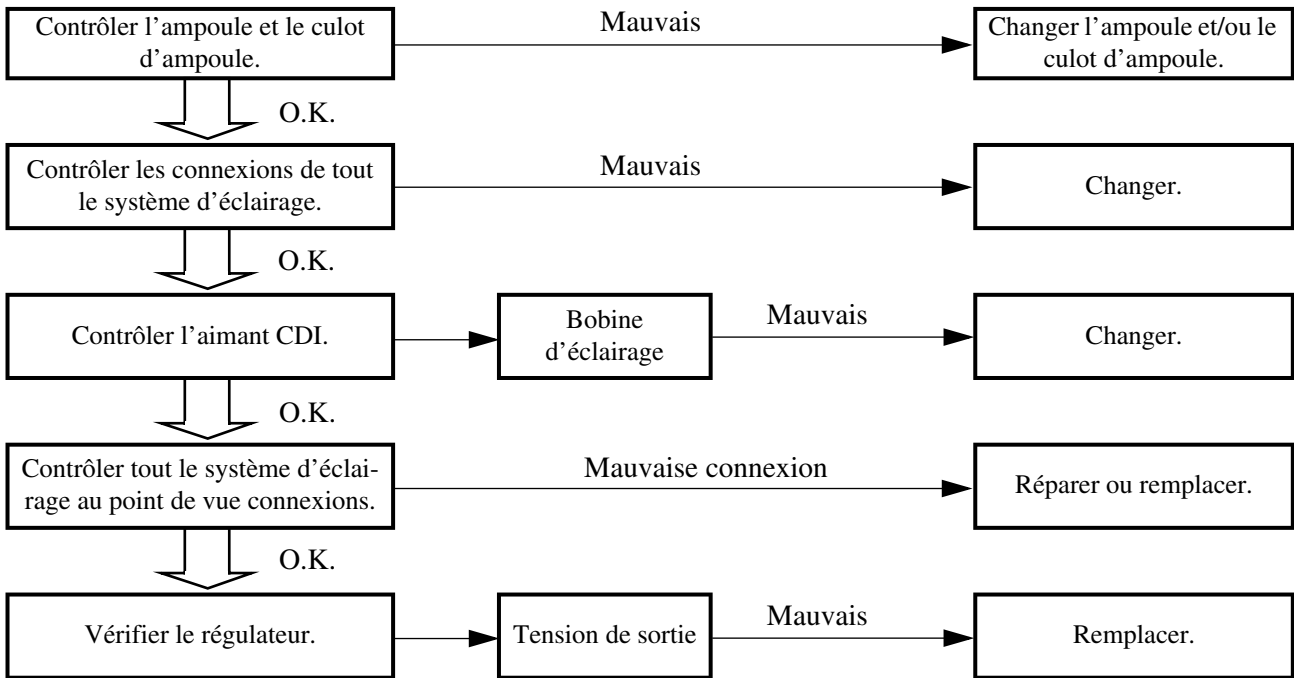 Contrôler l’ampoule et le culot
d’ampoule.
Mauvais
Changer l’ampoule et/ou le
culot d’ampoule.
O.K.
Contrôler les connexions de tout
le système d’éclairage.
Mauvais
Changer.
O.K.
Contrôler l’aimant CDI.
Bobine
d’éclairage
Mauvais
Changer.
O.K.
Contrôler tout le système d’éclai-
rage au point de vue connexions.
Mauvaise connexion
Réparer ou remplacer.
O.K.
Vérifier le régulateur.
Tension de sortie
Mauvais
Remplacer.